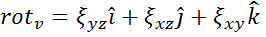 rot_v = ξ_yz î + ξ_xz ĵ + ξ_xy k̂